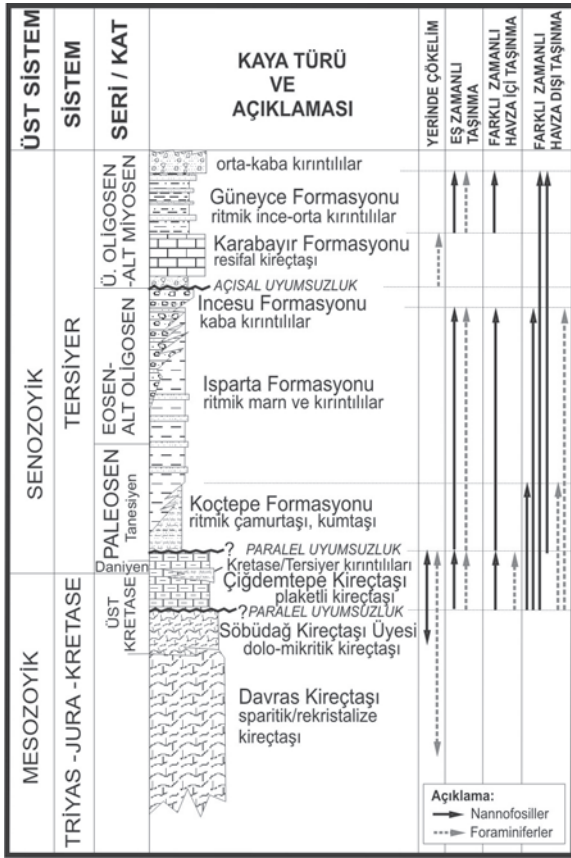 ÜST SİSTEM
SİSTEM
SERİ / KAT
KAYA TÜRÜ
VE
AÇIKLAMASI
YERİNDE ÇÖKELİM
EŞ ZAMANLI
TAŞINMA
FARKLI ZAMANLI
HAVZA İÇİ TAŞINMA
FARKLI ZAMANLI
HAVZA DIŞI TAŞINMA
SENOZOYİK
MESOZOYİK
TERSİYER
TRİYAS -JURA -KRETASE
Ü. OLİGOSEN
-ALT MİYOSEN
EOSEN-
ALT OLİGOSEN
PALEOSEN
Tanesiyen
Daniyen
ÜST
KRETASE
orta-kaba kırıntılılar
Güneyce Formasyonu
ritmik ince-orta kırıntılılar
Karabayır Formasyonu
resifal kireçtaşı
AÇISAL UYUMSUZLUK
İncesu Formasyonu
kaba kırıntılılar
Isparta Formasyonu
ritmik marn ve kırıntılılar
Koçtepe Formasyonu
ritmik çamurtaşı, kumtaşı
? PARALEL UYUMSUZLUK
Kretase/Tersiyer kırıntılıları
Çiğdemtepe Kireçtaşı
plaketli kireçtaşı
?PARALEL UYUMSUZLUK
Söbüdağ Kireçtaşı Üyesi
dolo-mikritik kireçtaşı
Davras Kireçtaşı
sparitik/rekristalize
kireçtaşı
Açıklama:
Nannofosiller
Foraminiferler